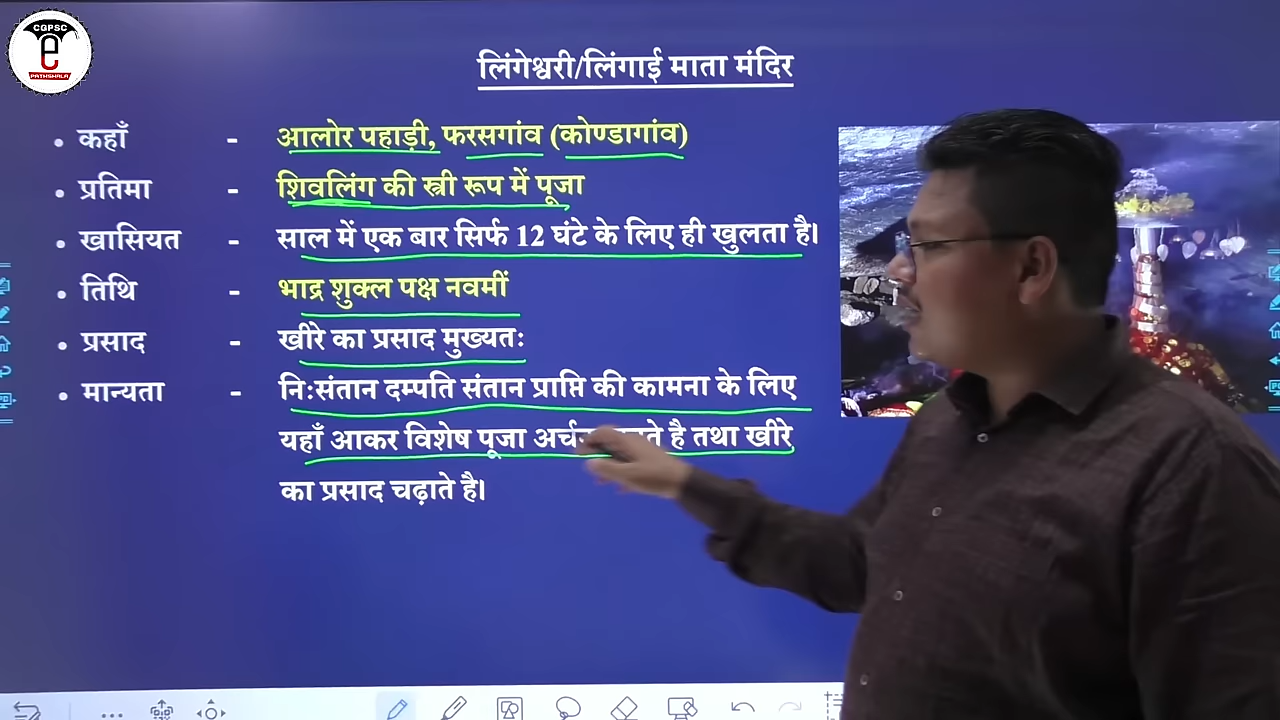 CGPSC
e
PATHSHALA
लिंगेश्वरी/लिंगाई माता मंदिर
• कहाँ - आलोर पहाड़ी, फरसगांव (कोण्डागांव)
• प्रतिमा - शिवलिंग की स्त्री रूप में पूजा
• खासियत - साल में एक बार सिर्फ 12 घंटे के लिए ही खुलता है।
• तिथि - भाद्र शुक्ल पक्ष नवमीं
• प्रसाद - खीरे का प्रसाद मुख्यतः
• मान्यता - निःसंतान दम्पति संतान प्राप्ति की कामना के लिए
यहाँ आकर विशेष पूजा है तथा खीरे
का प्रसाद चढ़ाते है।